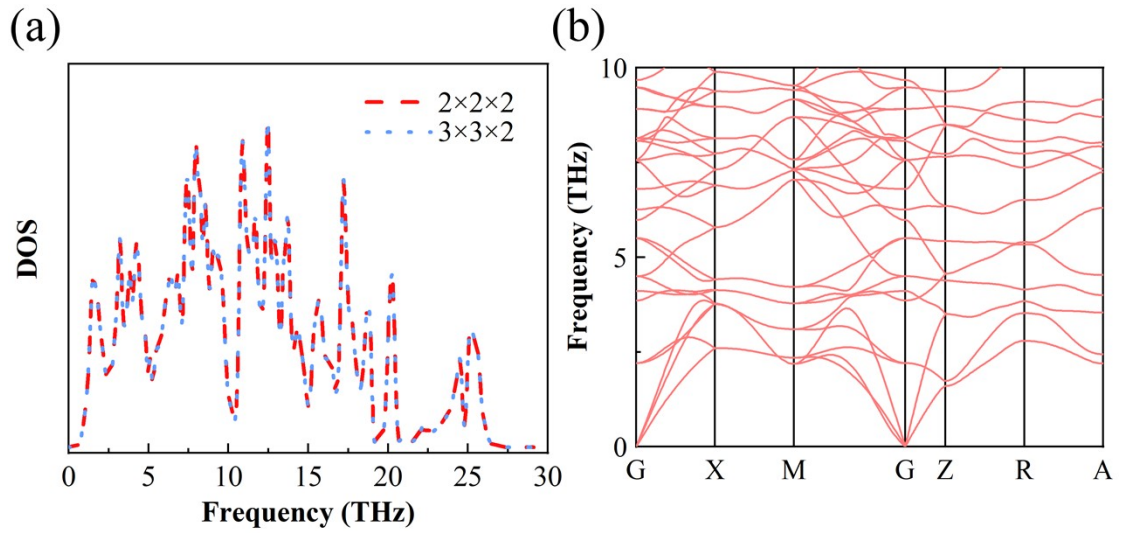 (a)
DOS
2×2×2
3×3×2
0 5 10 15 20 25 30
Frequency (THz)
(b)
Frequency (THz)
10
5
0
G X M G Z R A